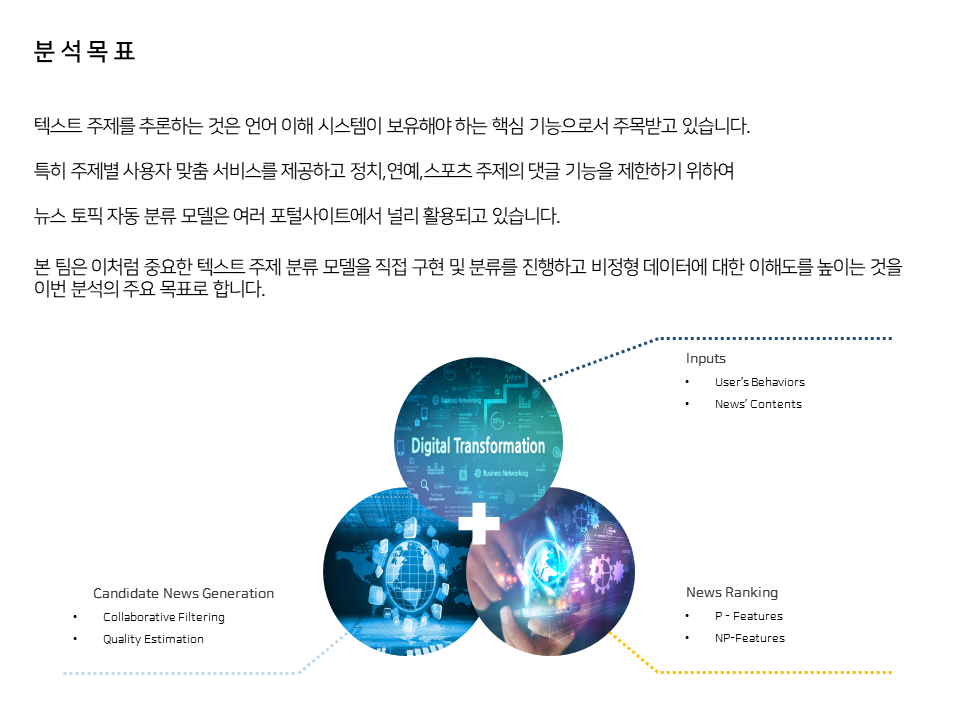 분석목표
텍스트 주제를 추론하는 것은 언어 이해 시스템이 보유해야 하는 핵심 기능으로서 주목받고 있습니다.
특히 주제별 사용자 맞춤 서비스를 제공하고 정치,연예,스포츠 주제의 댓글 기능을 제한하기 위하여
뉴스 토픽 자동 분류 모델은 여러 포털사이트에서 널리 활용되고 있습니다.
본 팀은 이처럼 중요한 텍스트 주제 분류 모델을 직접 구현 및 분류를 진행하고 비정형 데이터에 대한 이해도를 높이는 것을
이번 분석의 주요 목표로 합니다.
Inputs
• User’s Behaviors
• News’ Contents
Business Networking
35%
Digital Transformation
Business Networking
Candidate News Generation
• Collaborative Filtering
• Quality Estimation
News Ranking
• P - Features
• NP-Features